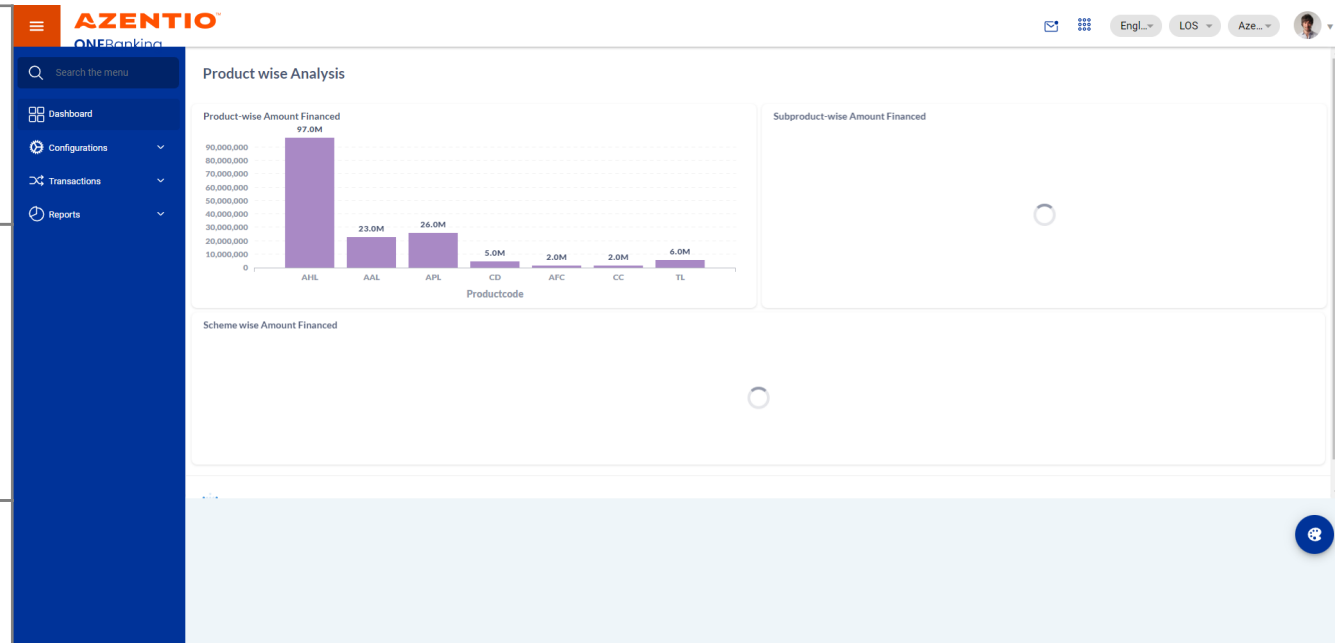 AZENTIO™
ONEBanking
Engl...
LOS
Aze...
Search the menu
Dashboard
Configurations
Transactions
Reports
Product wise Analysis
Product-wise Amount Financed
97.0M
90,000,000
80,000,000
70,000,000
60,000,000
50,000,000
40,000,000
30,000,000
20,000,000
10,000,000
0
23.0M
26.0M
5.0M
2.0M
2.0M
6.0M
AHL AAL APL CD AFC CC TL
Productcode
Subproduct-wise Amount Financed
Scheme wise Amount Financed